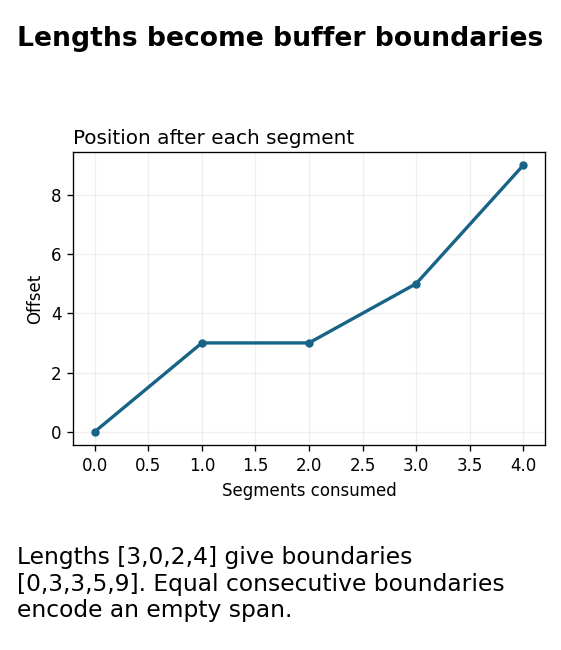 Lengths become buffer boundaries
Position after each segment
8
6
4
2
0
Offset
0.0 0.5 1.0 1.5 2.0 2.5 3.0 3.5 4.0
Segments consumed
Lengths [3,0,2,4] give boundaries
[0,3,3,5,9]. Equal consecutive boundaries
encode an empty span.